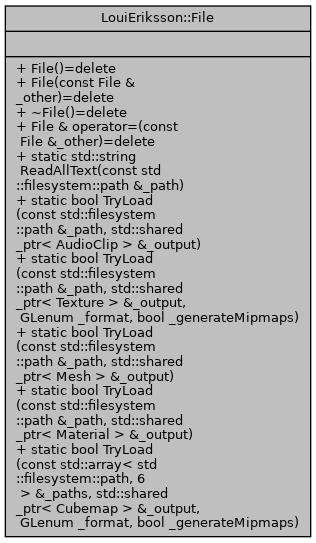 LouiEriksson::File
+ File()=delete
+ File(const File &
_other)=delete
+ ~File()=delete
+ File & operator=(const
File &_other)=delete
+ static std::string
ReadAllText(const std
::filesystem::path &_path)
+ static bool TryLoad
(const std::filesystem
::path &_path, std::shared
_ptr< AudioClip > &_output)
+ static bool TryLoad
(const std::filesystem
::path &_path, std::shared
_ptr< Texture > &_output,
GLenum _format, bool _generateMipmaps)
+ static bool TryLoad
(const std::filesystem
::path &_path, std::shared
_ptr< Mesh > &_output)
+ static bool TryLoad
(const std::filesystem
::path &_path, std::shared
_ptr< Material > &_output)
+ static bool TryLoad
(const std::array< std
::filesystem::path, 6
> &_paths, std::shared
_ptr< Cubemap > &_output,
GLenum _format, bool _generateMipmaps)